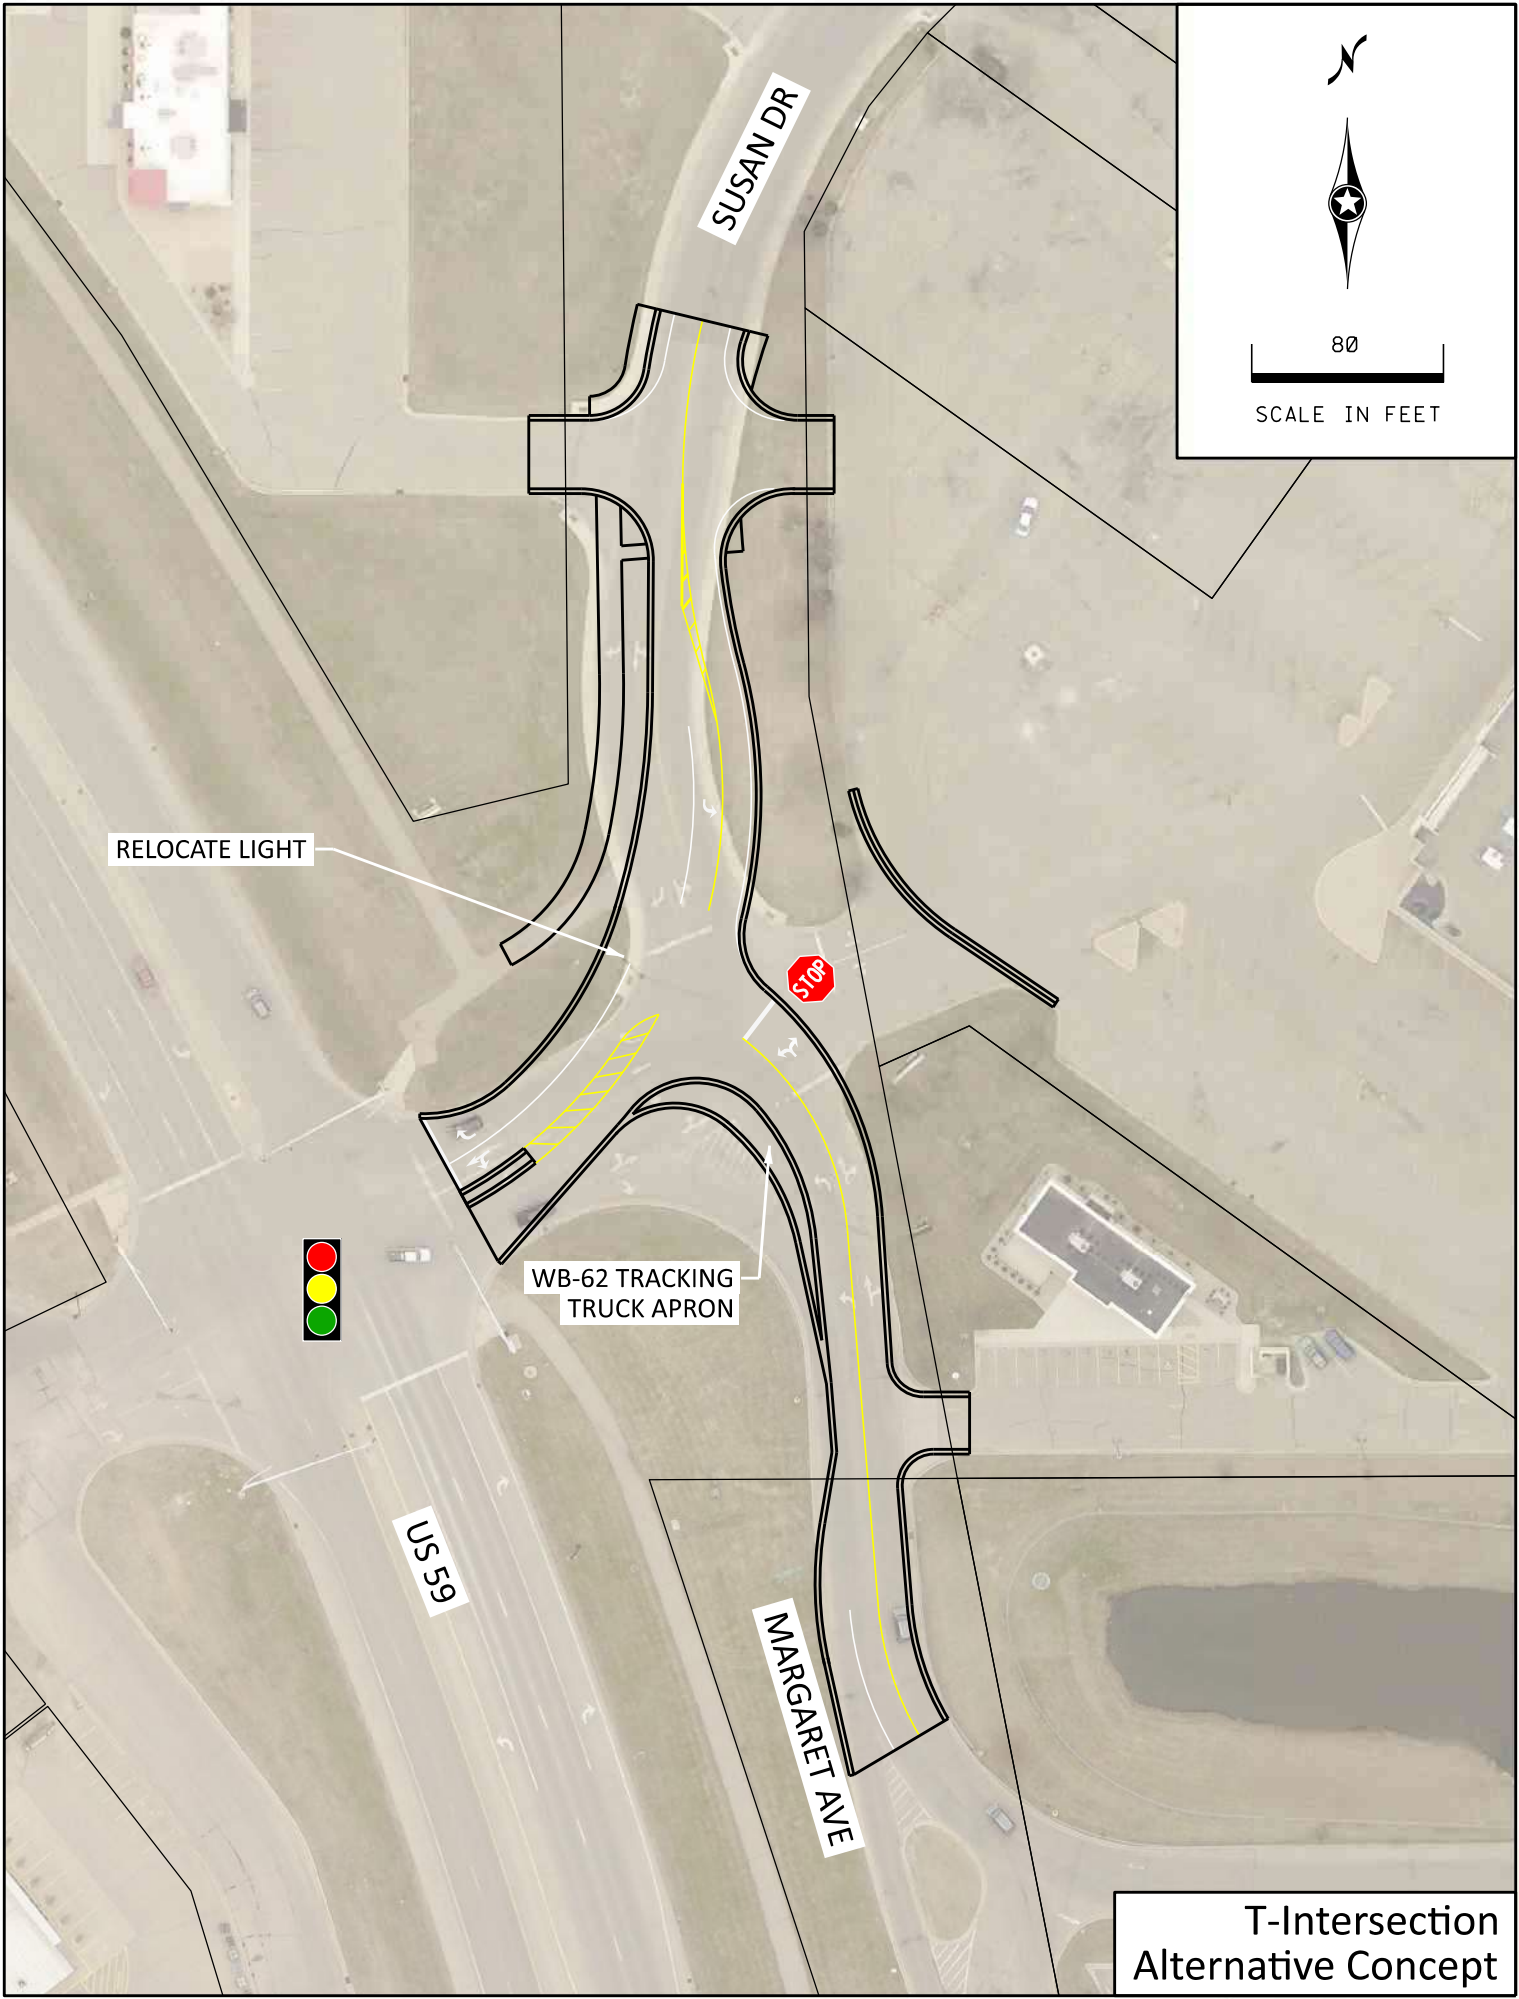 N
80
SCALE IN FEET
SUSAN DR
RELOCATE LIGHT
STOP
WB-62 TRACKING
TRUCK APRON
US 59
MARGARET AVE
T-Intersection
Alternative Concept